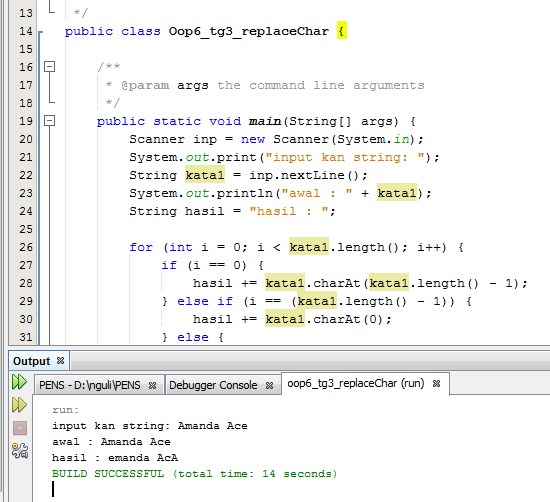 13 */
14 public class Oop6_tg3_replaceChar {
15
16 /**
17 * @param args the command line arguments
18 */
19 public static void main(String[] args) {
20 Scanner inp = new Scanner(System.in);
21 System.out.print("input kan string: ");
22 String kata1 = inp.nextLine();
23 System.out.println("awal : " + kata1);
24 String hasil = "hasil : ";
25
26 for (int i = 0; i < kata1.length(); i++) {
27 if (i == 0) {
28 hasil += kata1.charAt(kata1.length() - 1);
29 } else if (i == (kata1.length() - 1)) {
30 hasil += kata1.charAt(0);
31 } else {
Output
PENS - D:\nguli\PENS Debugger Console oop6_tg3_replaceChar (run)
run:
input kan string: Amanda Ace
awal : Amanda Ace
hasil : emanda AcA
BUILD SUCCESSFUL (total time: 14 seconds)